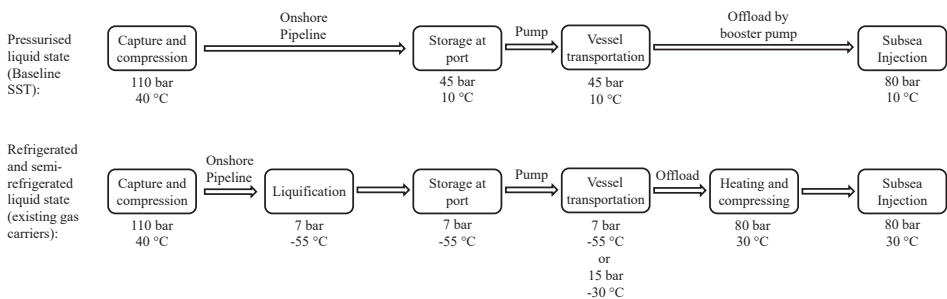 Pressurised
liquid state
(Baseline
SST):
Capture and
compression
110 bar
40 °C
Onshore
Pipeline
Storage at
port
45 bar
10 °C
Pump
Vessel
transportation
45 bar
10 °C
Offload by
booster pump
Subsea
Injection
80 bar
10 °C
Refrigerated
and semi-
refrigerated
liquid state
(existing gas
carriers):
Capture and
compression
110 bar
40 °C
Onshore
Pipeline
Liquification
7 bar
-55 °C
Storage at
port
7 bar
-55 °C
Pump
Vessel
transportation
7 bar
-55 °C
or
15 bar
-30 °C
Offload
Heating and
compressing
80 bar
30 °C
Subsea
Injection
80 bar
30 °C